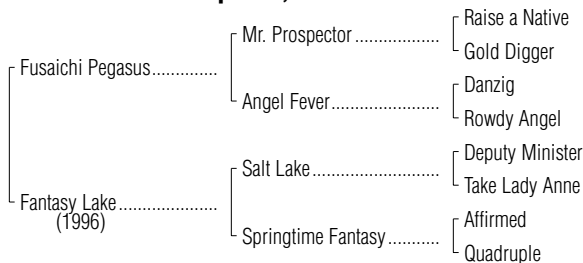 Raise a Native
Mr. Prospector ....................
Gold Digger
Fusaichi Pegasus..............
Danzig
Angel Fever.........................
Rowdy Angel
Deputy Minister
Salt Lake.............................
Take Lady Anne
Fantasy Lake.....................
(1996)
Affirmed
Springtime Fantasy............
Quadruple